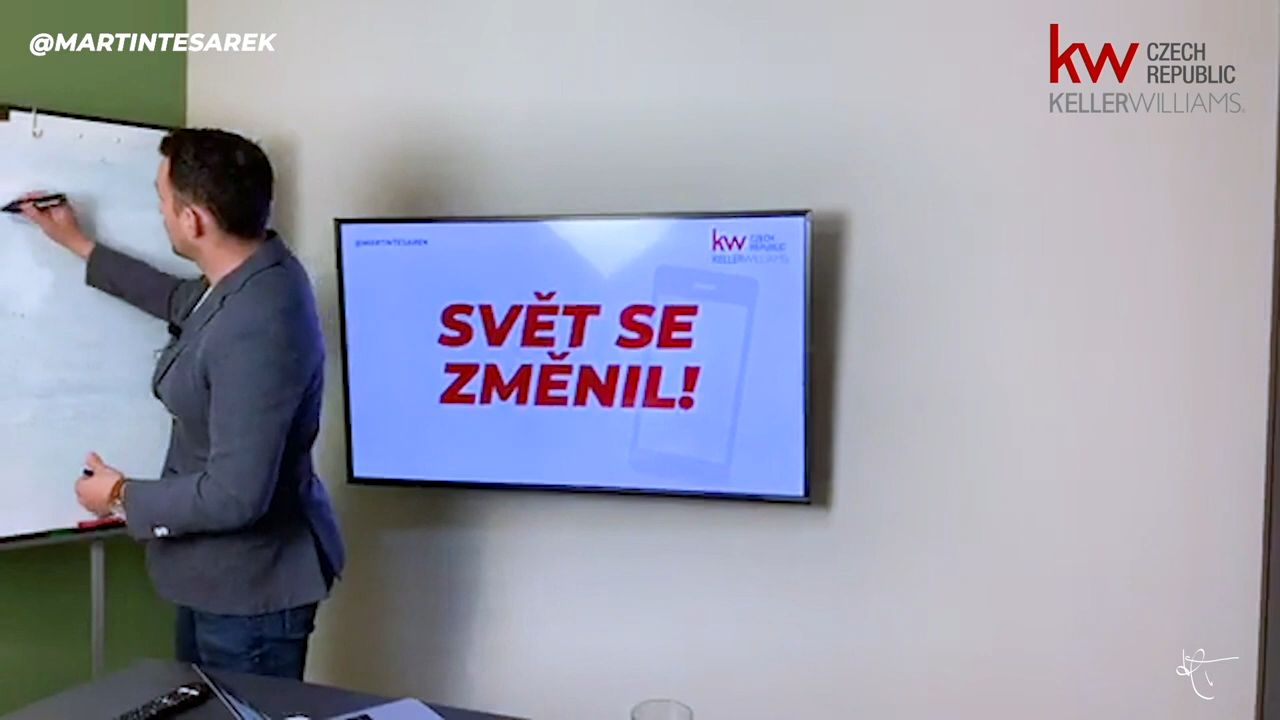 @MARTINTESAREK
kw CZECH
REPUBLIC
KELLERWILLIAMS.
@MARTINTESAREK
kw CZECH
REPUBLIC
KELLERWILLIAMS.
SVĚT SE
ZMĚNIL!